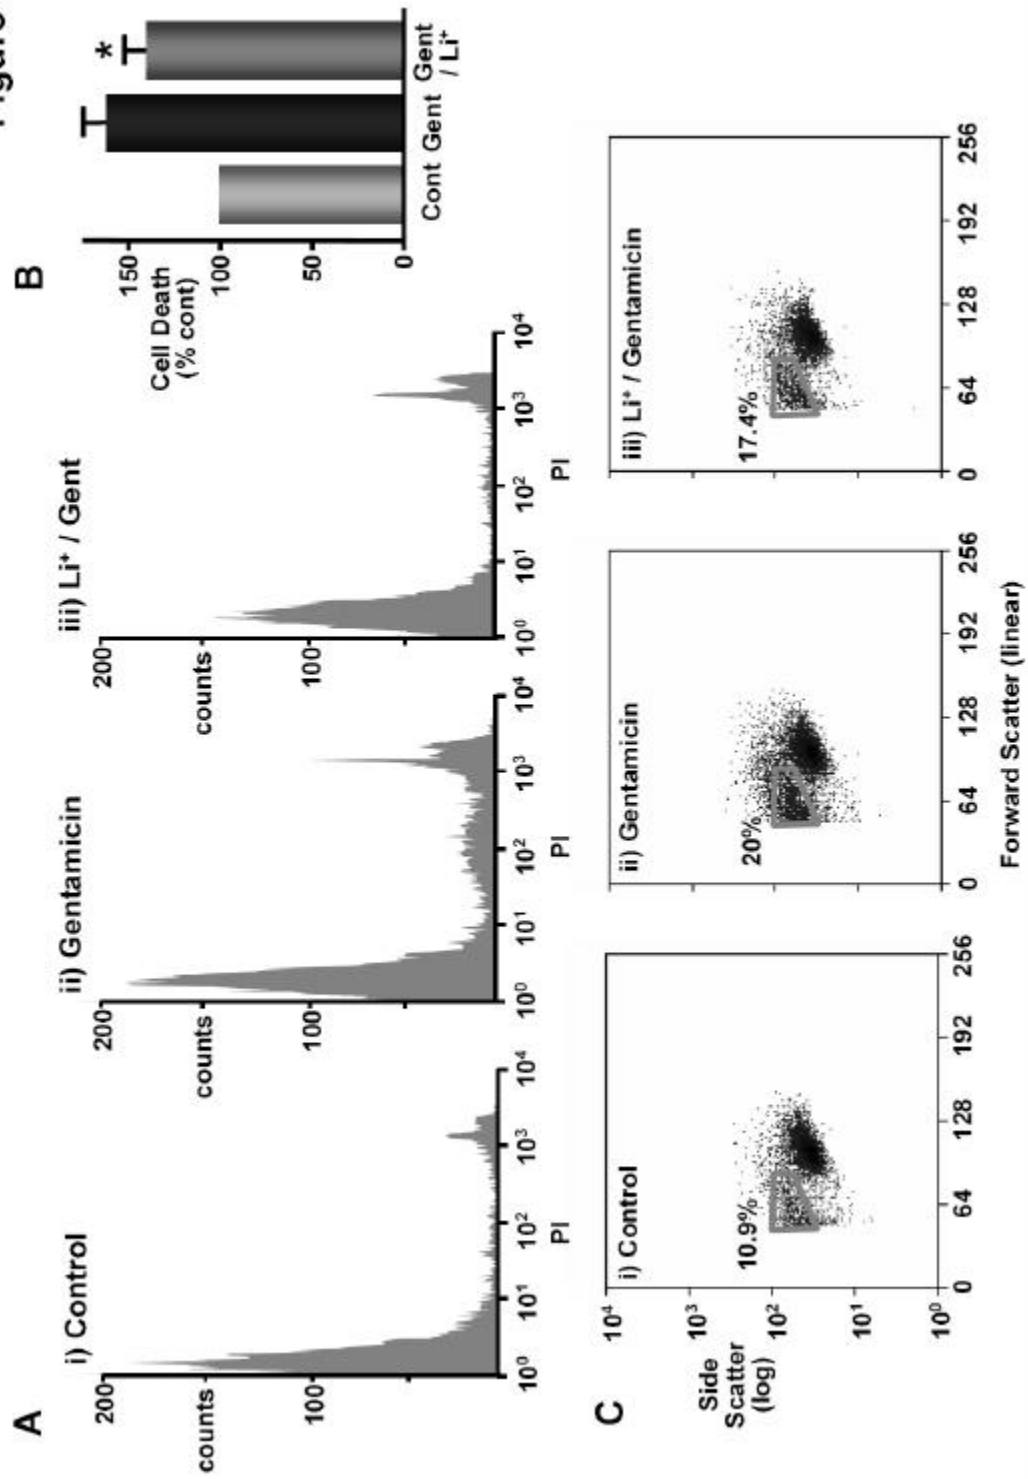 Figure
A
i) Control
200
counts
100
10⁰ 10¹ 10² 10³ 10⁴
PI
ii) Gentamicin
200
counts
100
10⁰ 10¹ 10² 10³ 10⁴
PI
iii) Li⁺ / Gent
200
counts
100
10⁰ 10¹ 10² 10³ 10⁴
PI
B
Cell Death
(% cont)
150
100
50
0
*
Cont Gent Gent
/ Li⁺
C
Side
Scatter
(log)
10⁴
10³
10²
10¹
10⁰
i) Control
10.9%
0 64 128 192 256
ii) Gentamicin
20%
0 64 128 192 256
iii) Li⁺ / Gentamicin
17.4%
0 64 128 192 256
Forward Scatter (linear)